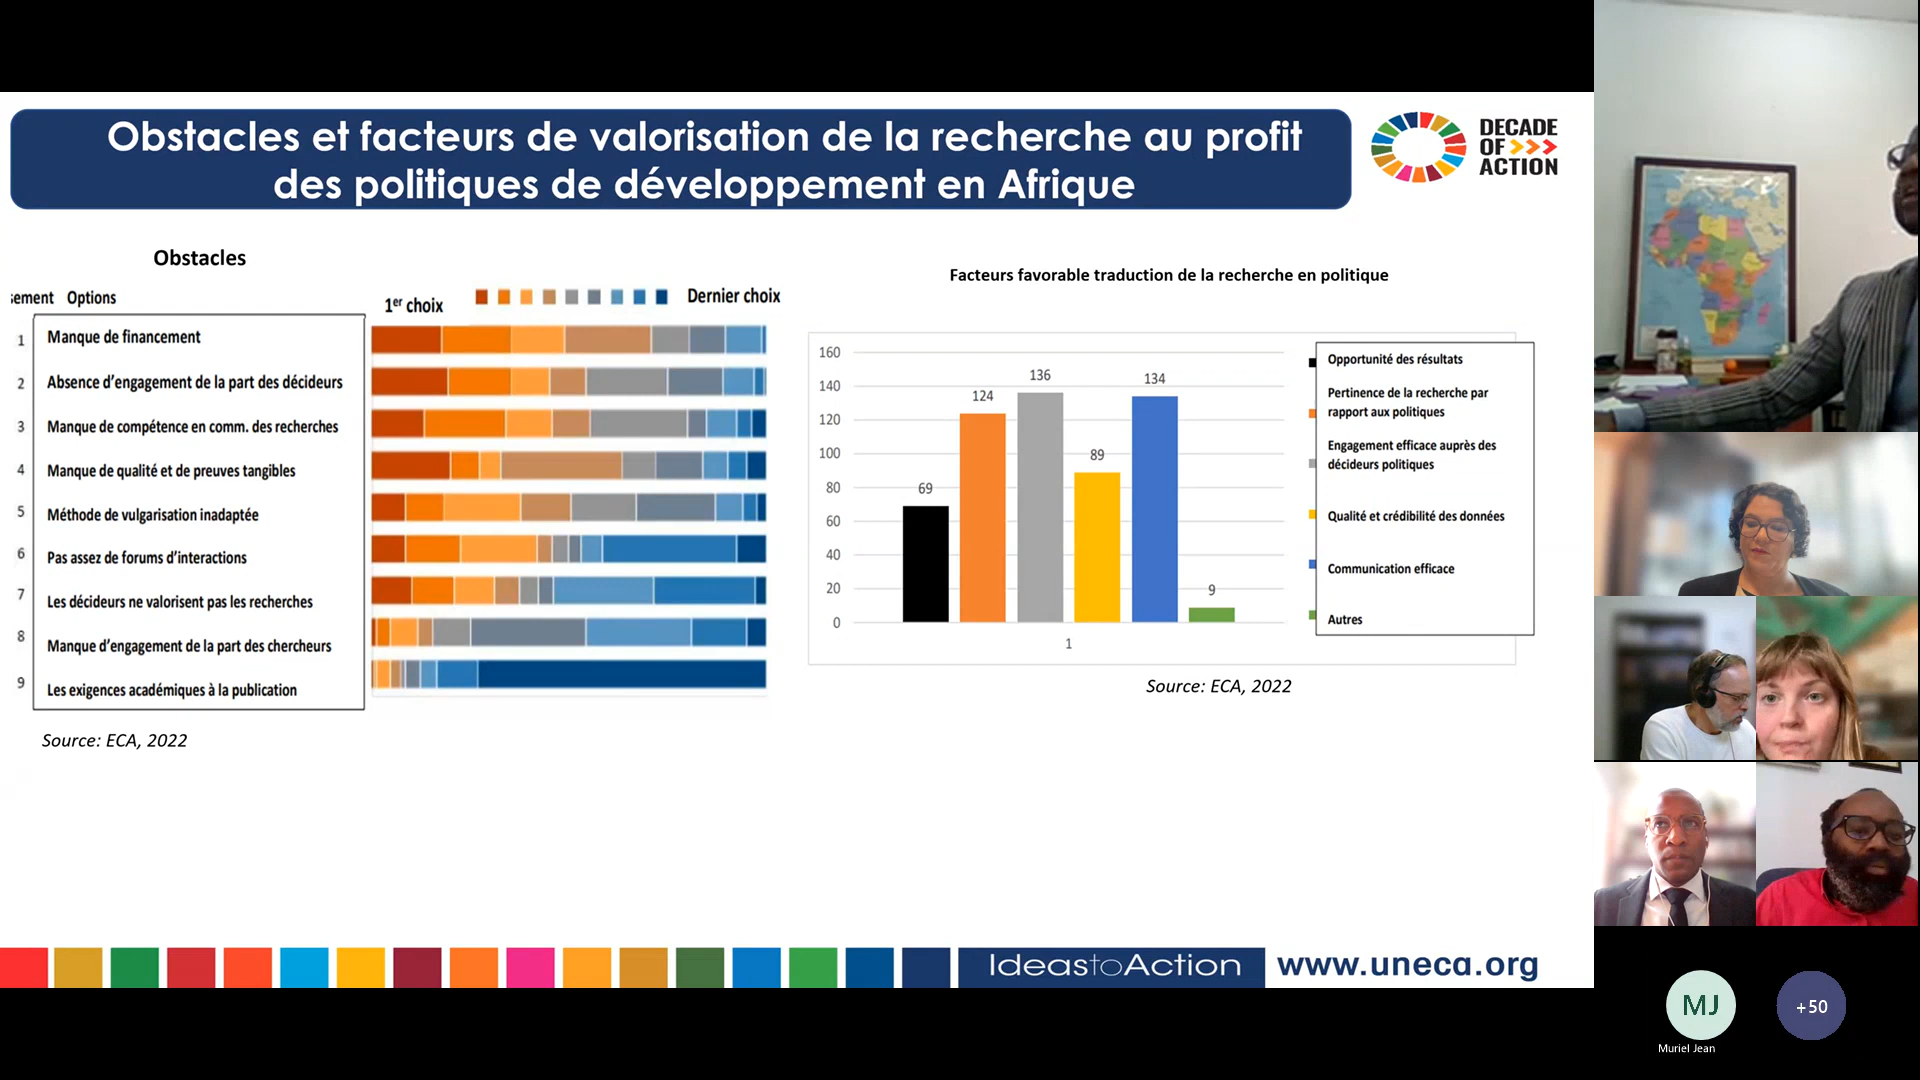 Obstacles et facteurs de valorisation de la recherche au profit
des politiques de développement en Afrique
DECADE
OF
ACTION
Obstacles
sement Options
1er choix
Dernier choix
1 Manque de financement
2 Absence d'engagement de la part des décideurs
3 Manque de compétence en comm. des recherches
4 Manque de qualité et de preuves tangibles
5 Méthode de vulgarisation inadaptée
6 Pas assez de forums d'interactions
7 Les décideurs ne valorisent pas les recherches
8 Manque d'engagement de la part des chercheurs
9 Les exigences académiques à la publication
Source: ECA, 2022
Facteurs favorable traduction de la recherche en politique
160
140
120
100
80
60
40
20
0
69
124
136
89
134
9
1
Opportunité des résultats
Pertinence de la recherche par
rapport aux politiques
Engagement efficace auprès des
décideurs politiques
Qualité et crédibilité des données
Communication efficace
Autres
Source: ECA, 2022
IdeastoAction
www.uneca.org
MJ
+50
Muriel Jean